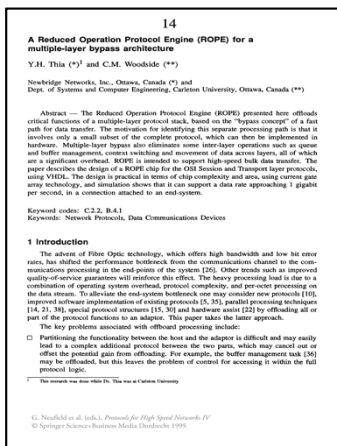 14
A Reduced Operation Protocol Engine (ROPE) for a
multiple-layer bypass architecture
Y.H. Thia (*)¹ and C.M. Woodside (**)
Newbridge Networks, Inc., Ottawa, Canada (*) and
Dept. of Systems and Computer Engineering, Carleton University, Ottawa, Canada (**)
Abstract — The Reduced Operation Protocol Engine (ROPE) presented here offloads
critical functions of a multiple-layer protocol stack, based on the "bypass concept" of a fast
path for data transfer. The motivation for identifying this separate processing path is that it
involves only a small subset of the complete protocol, which can then be implemented in
hardware. Multiple-layer bypass also eliminates some inter-layer operations such as queue
and buffer management, context switching and movement of data across layers, all of which
are a significant overhead. ROPE is intended to support high-speed bulk data transfer. The
paper describes the design of a ROPE chip for the OSI Session and Transport layer protocols,
using VHDL. The design is practical in terms of chip complexity and area, using current gate
array technology, and simulation shows that it can support a data rate approaching 1 gigabit
per second, in a connection attached to an end-system.
Keyword codes: C.2.2, B.4.1
Keywords: Network Protocols, Data Communications Devices
1 Introduction
The advent of Fibre Optic technology, which offers high bandwidth and low bit error
rates, has shifted the performance bottleneck from the communications channel to the com-
munications processing in the end-points of the system [26]. Other trends such as improved
quality-of-service guarantees will reinforce this effect. The heavy processing load is due to a
combination of operating system overhead, protocol complexity, and per-octet processing on
the data stream. To alleviate the end-system bottleneck one may consider new protocols [10],
improved software implementation of existing protocols [5, 35], parallel processing techniques
[14, 21, 38], special protocol structures [15, 30] and hardware assist [22] by offloading all or
part of the protocol functions to an adaptor. This paper takes the latter approach.
The key problems associated with offboard processing include:
□ Partitioning the functionality between the host and the adaptor is difficult and may easily
lead to a complex additional protocol between the two parts, which may cancel out or
offset the potential gain from offloading. For example, the buffer management task [36]
may be offloaded, but this leaves the problem of control for accessing it within the full
protocol logic.
¹ This research was done while Dr. Thia was at Carleton University
G. Neufield et al. (eds.), Protocols for High Speed Networks IV
© Springer Science+Business Media Dordrecht 1995